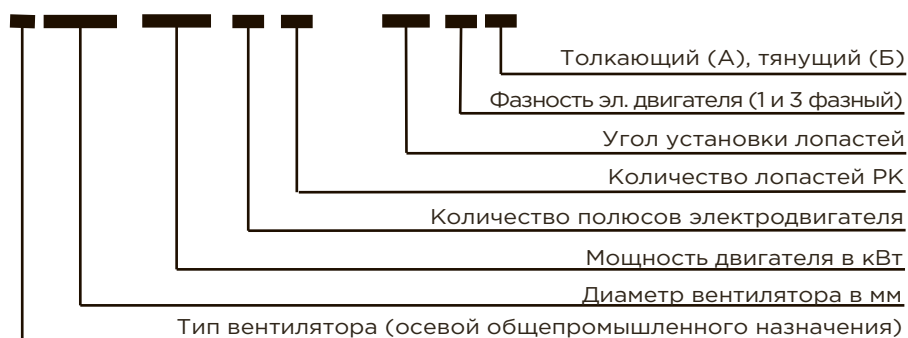 Толкающий (А), тянущий (Б)
Фазность эл. двигателя (1 и 3 фазный)
Угол установки лопастей
Количество лопастей РК
Количество полюсов электродвигателя
Мощность двигателя в кВт
Диаметр вентилятора в мм
Тип вентилятора (осевой общепромышленного назначения)